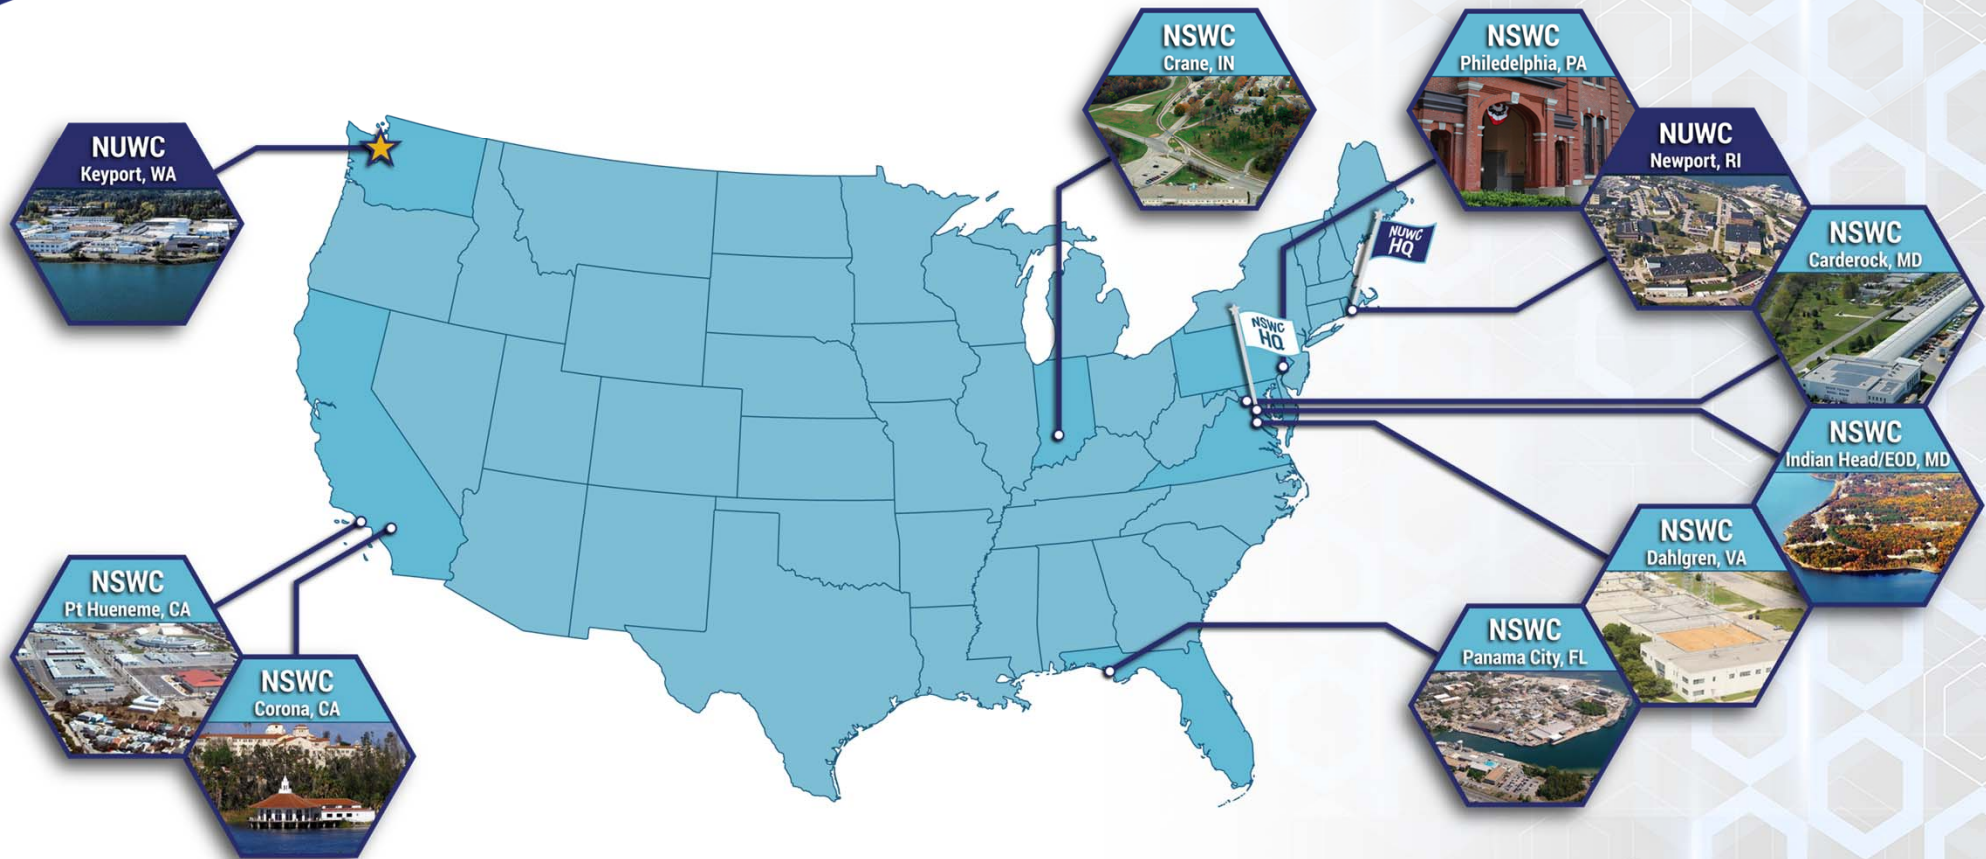 NUWC
Keyport, WA
NSWC
Crane, IN
NSWC
Philedelphia, PA
NUWC
Newport, RI
NSWC
Carderock, MD
NUWC
HQ
NSWC
HQ
NSWC
Indian Head/EOD, MD
NSWC
Dahlgren, VA
NSWC
Panama City, FL
NSWC
Pt Hueneme, CA
NSWC
Corona, CA